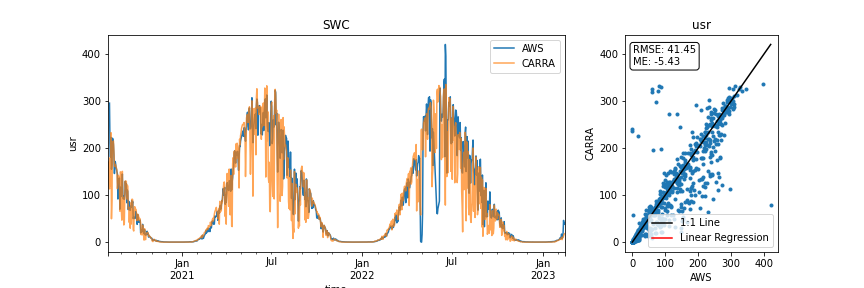 SWC
usr
400
300
200
100
0
AWS
CARRA
Jan
2021
Jul
Jan
2022
Jul
Jan
2023
time
usr
RMSE: 41.45
ME: -5.43
CARRA
400
300
200
100
0
1:1 Line
Linear Regression
0 100 200 300 400
AWS